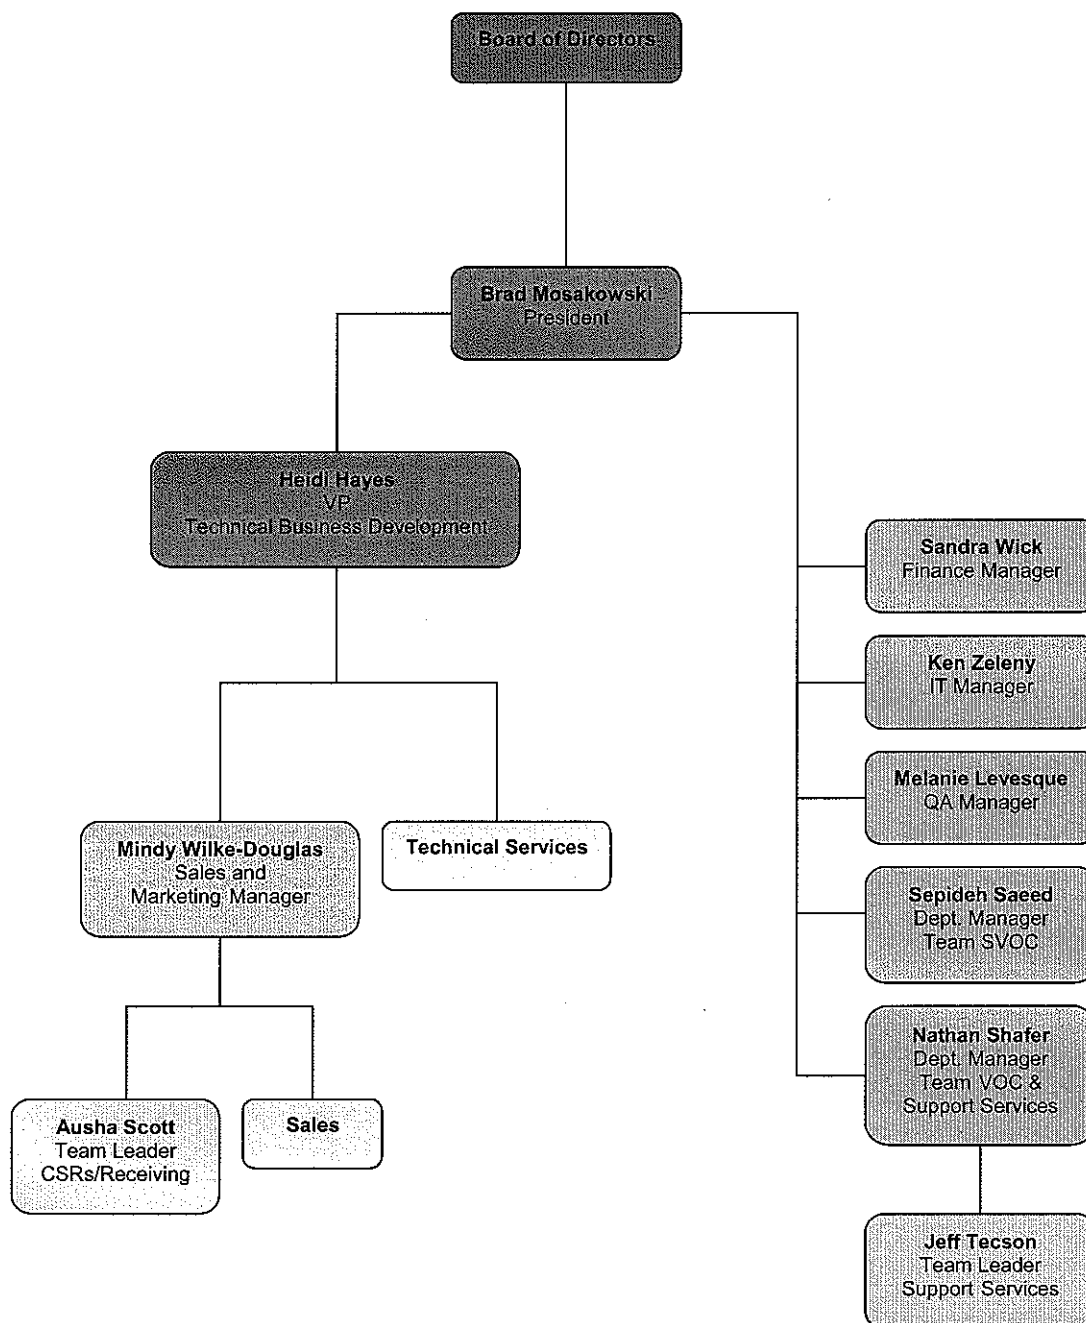 Board of Directors
Brad Mosakowski
President
Heidi Hayes
VP
Technical Business Development
Sandra Wick
Finance Manager
Ken Zeleny
IT Manager
Melanie Levesque
QA Manager
Mindy Wilke-Douglas
Sales and
Marketing Manager
Technical Services
Sepideh Saeed
Dept. Manager
Team SVOC
Nathan Shafer
Dept. Manager
Team VOC &
Support Services
Ausha Scott
Team Leader
CSRs/Receiving
Sales
Jeff Tecson
Team Leader
Support Services